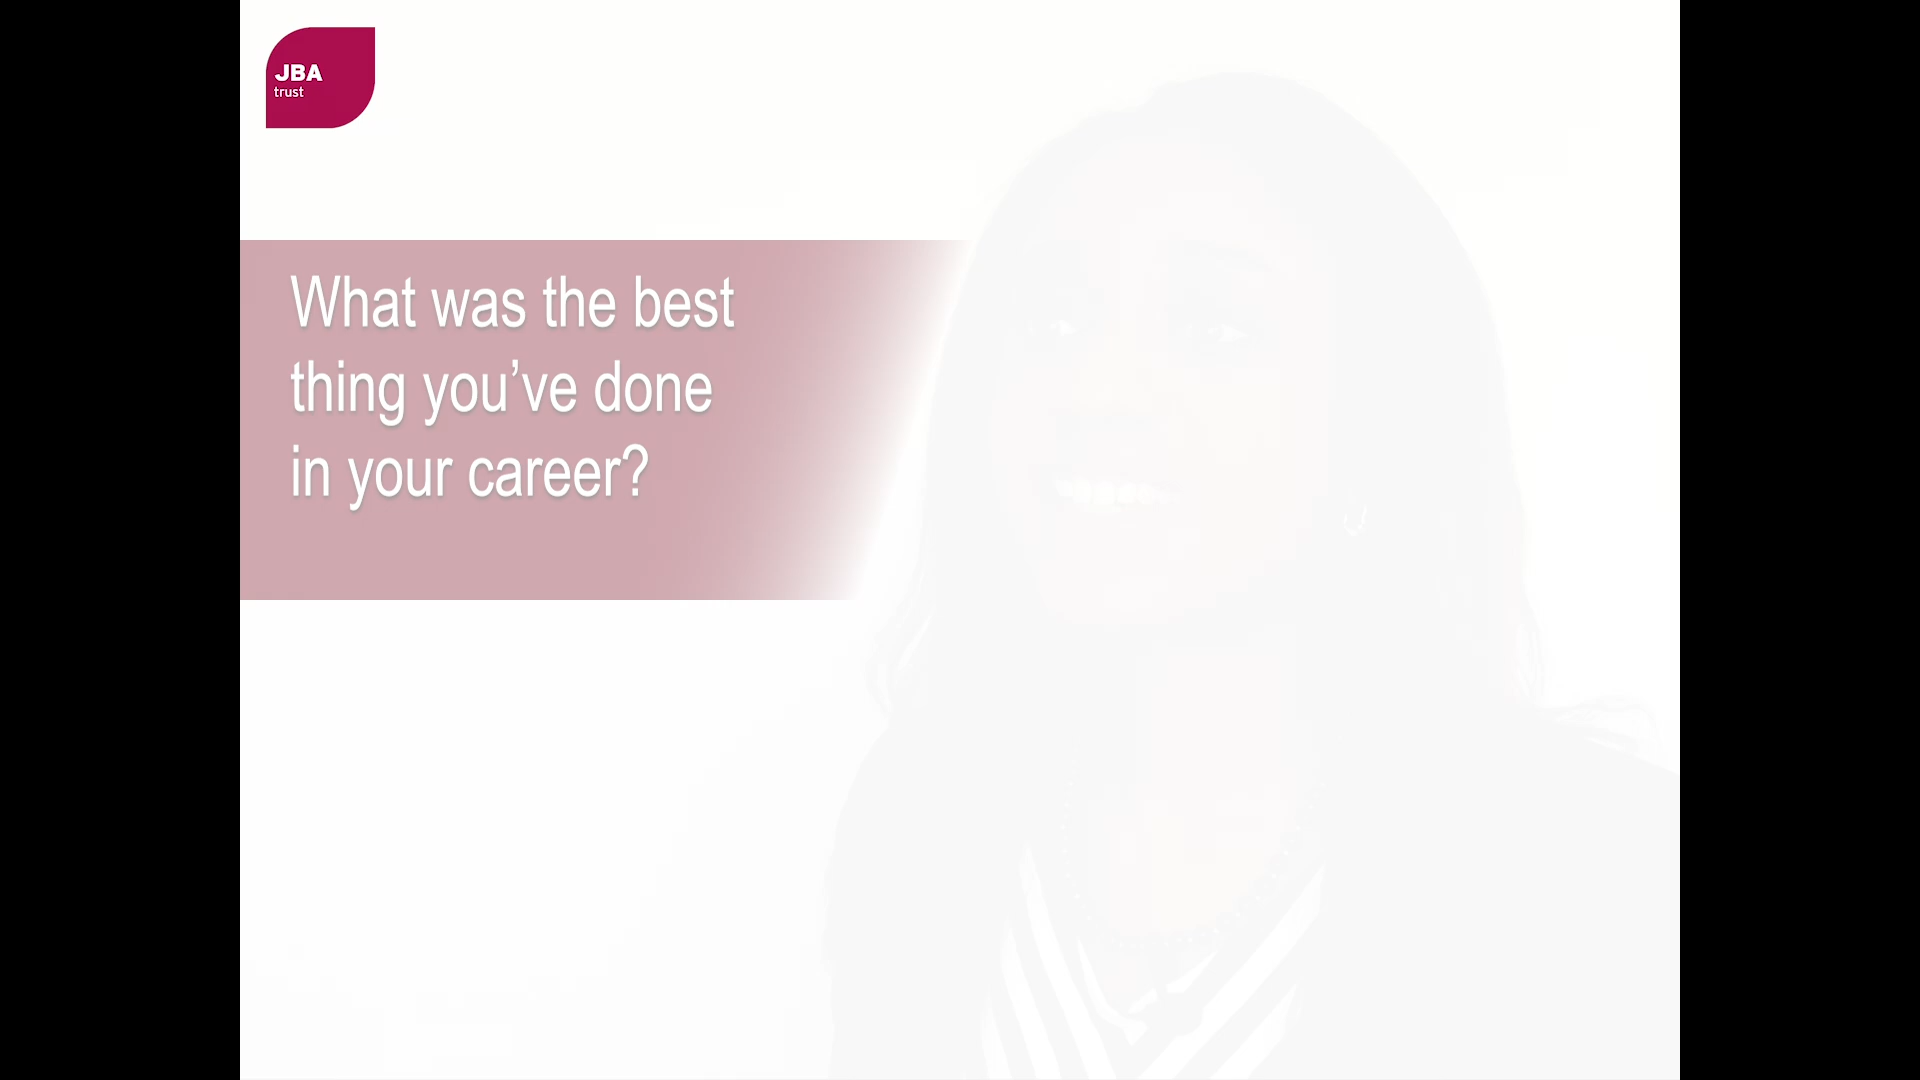 JBA
trust
What was the best
thing you’ve done
in your career?